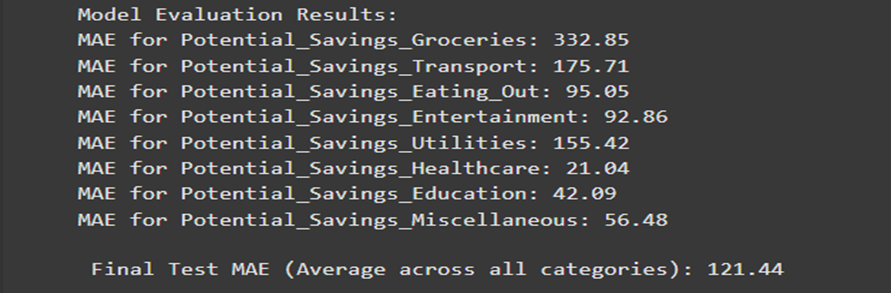 Model Evaluation Results:
MAE for Potential_Savings_Groceries: 332.85
MAE for Potential_Savings_Transport: 175.71
MAE for Potential_Savings_Eating_Out: 95.05
MAE for Potential_Savings_Entertainment: 92.86
MAE for Potential_Savings_Utilities: 155.42
MAE for Potential_Savings_Healthcare: 21.04
MAE for Potential_Savings_Education: 42.09
MAE for Potential_Savings_Miscellaneous: 56.48
Final Test MAE (Average across all categories): 121.44